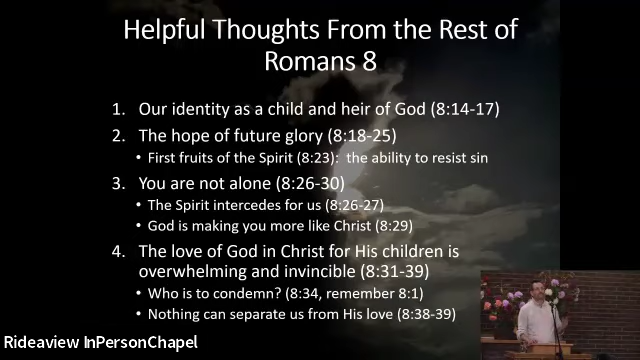 Helpful Thoughts From the Rest of
Romans 8
1. Our identity as a child and heir of God (8:14-17)
2. The hope of future glory (8:18-25)
• First fruits of the Spirit (8:23): the ability to resist sin
3. You are not alone (8:26-30)
• The Spirit intercedes for us (8:26-27)
• God is making you more like Christ (8:29)
4. The love of God in Christ for His children is
overwhelming and invincible (8:31-39)
• Who is to condemn? (8:34, remember 8:1)
• Nothing can separate us from His love (8:38-39)
Rideaview InPersonChapel